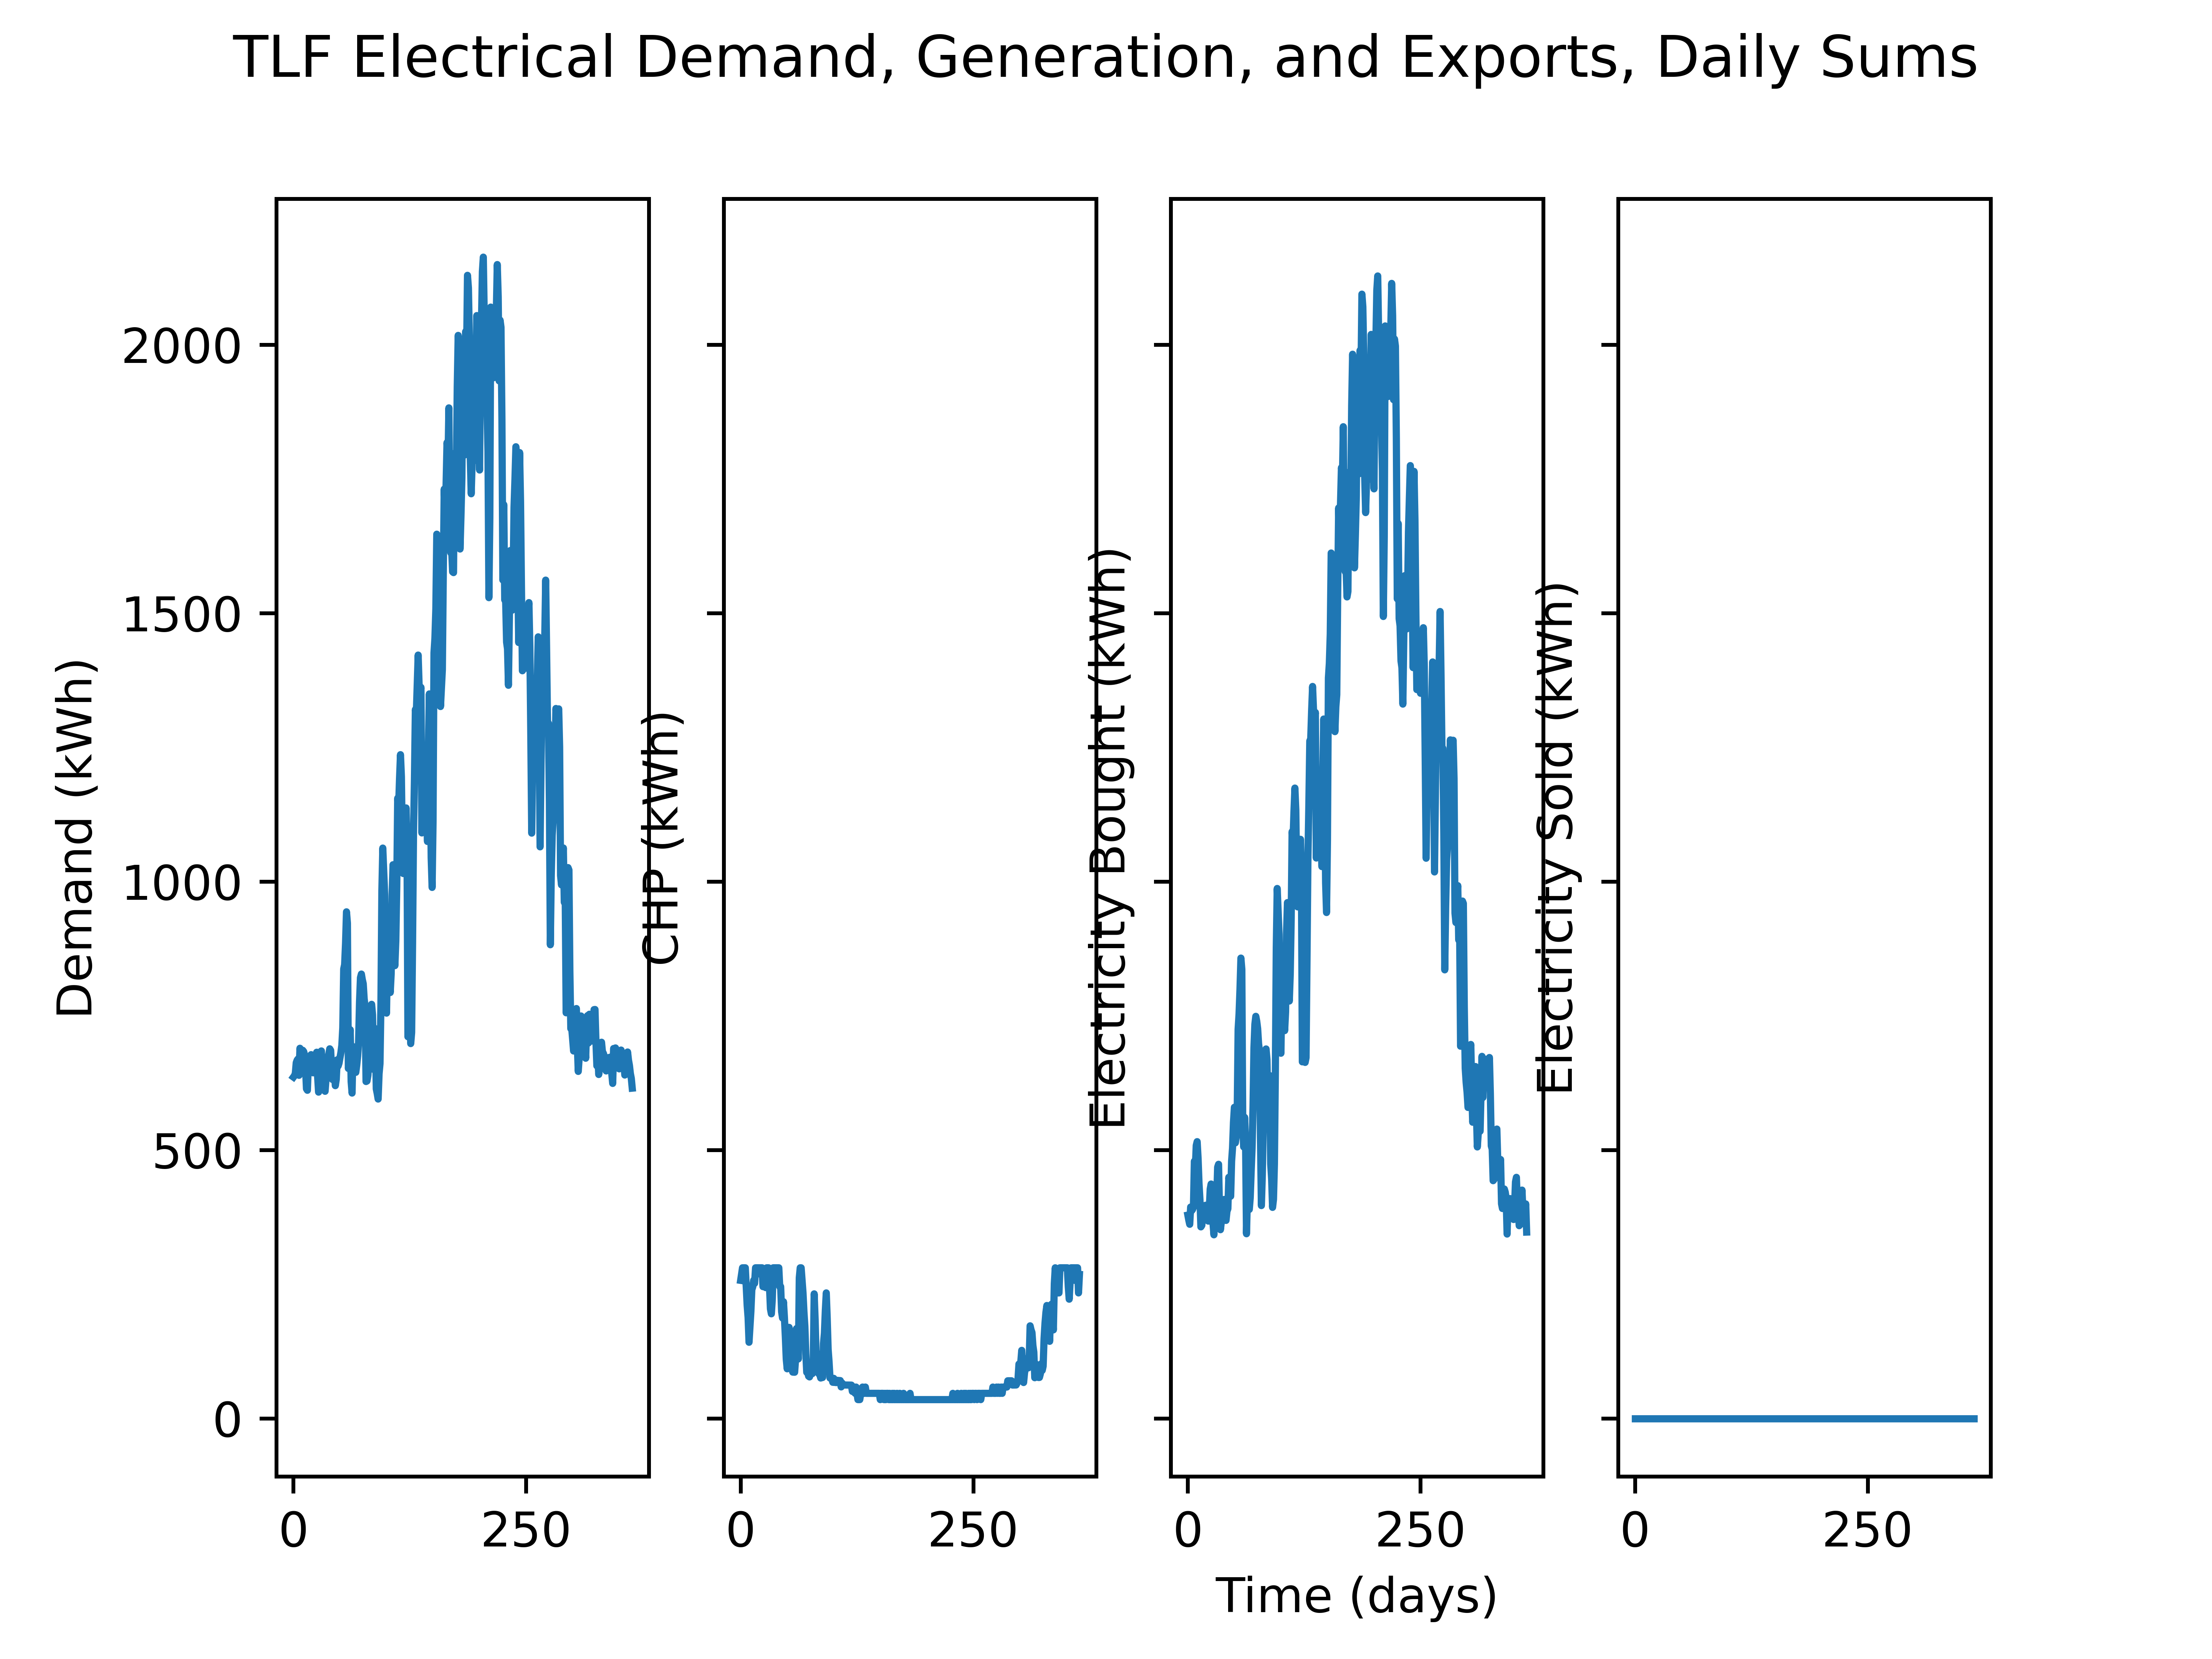 TLF Electrical Demand, Generation, and Exports, Daily Sums
Demand (kWh)
2000
1500
1000
500
0
CHP (kWh)
Electricity Bought (kWh)
Electricity Sold (kWh)
0 250
0 250
0 250
0 250
Time (days)